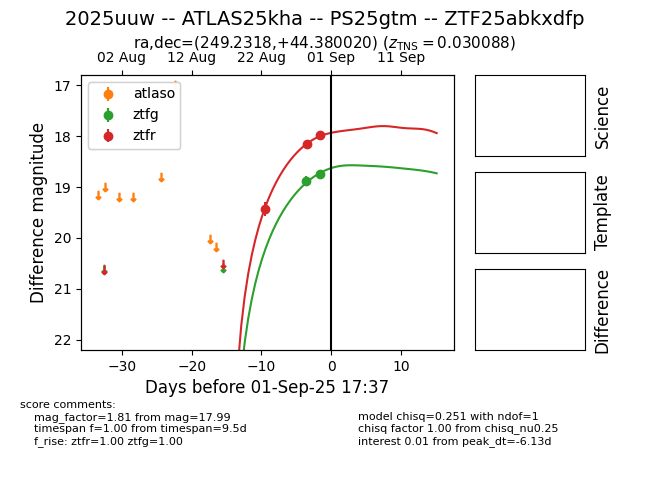 2025uuw -- ATLAS25kha -- PS25gtm -- ZTF25abkxdfp
ra,dec=(249.2318,+44.380020) (zTNS = 0.030088)
02 Aug 12 Aug 22 Aug 01 Sep 11 Sep
atlaso
ztfg
ztfr
17
18
19
20
21
22
Difference magnitude
−30 −20 −10 0 10
Days before 01-Sep-25 17:37
Science
Template
Difference
score comments:
mag_factor=1.81 from mag=17.99
timespan f=1.00 from timespan=9.5d
f_rise: ztfr=1.00 ztfg=1.00
model chisq=0.251 with ndof=1
chisq factor 1.00 from chisq_nu0.25
interest 0.01 from peak_dt=-6.13d